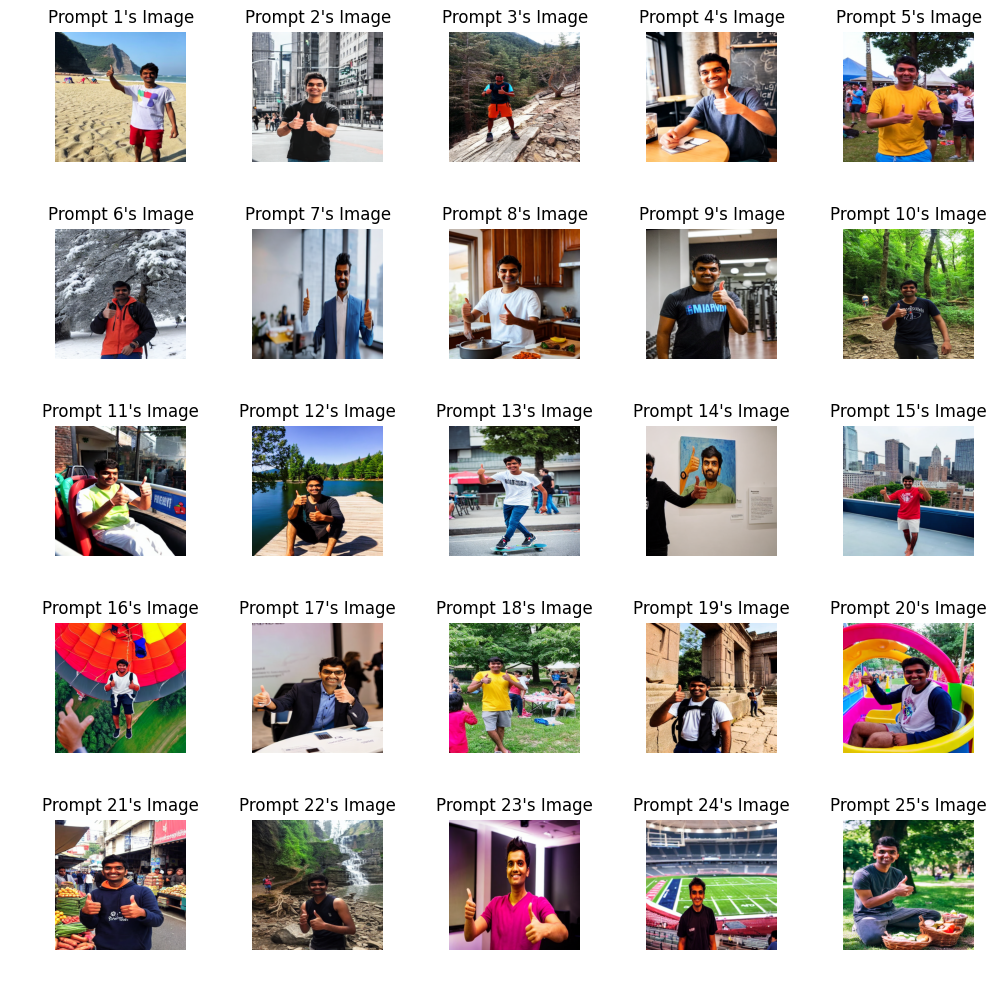 Prompt 1's Image
Prompt 2's Image
Prompt 3's Image
Prompt 4's Image
Prompt 5's Image
Prompt 6's Image
Prompt 7's Image
Prompt 8's Image
Prompt 9's Image
Prompt 10's Image
Prompt 11's Image
Prompt 12's Image
Prompt 13's Image
Prompt 14's Image
Prompt 15's Image
Prompt 16's Image
Prompt 17's Image
Prompt 18's Image
Prompt 19's Image
Prompt 20's Image
Prompt 21's Image
Prompt 22's Image
Prompt 23's Image
Prompt 24's Image
Prompt 25's Image